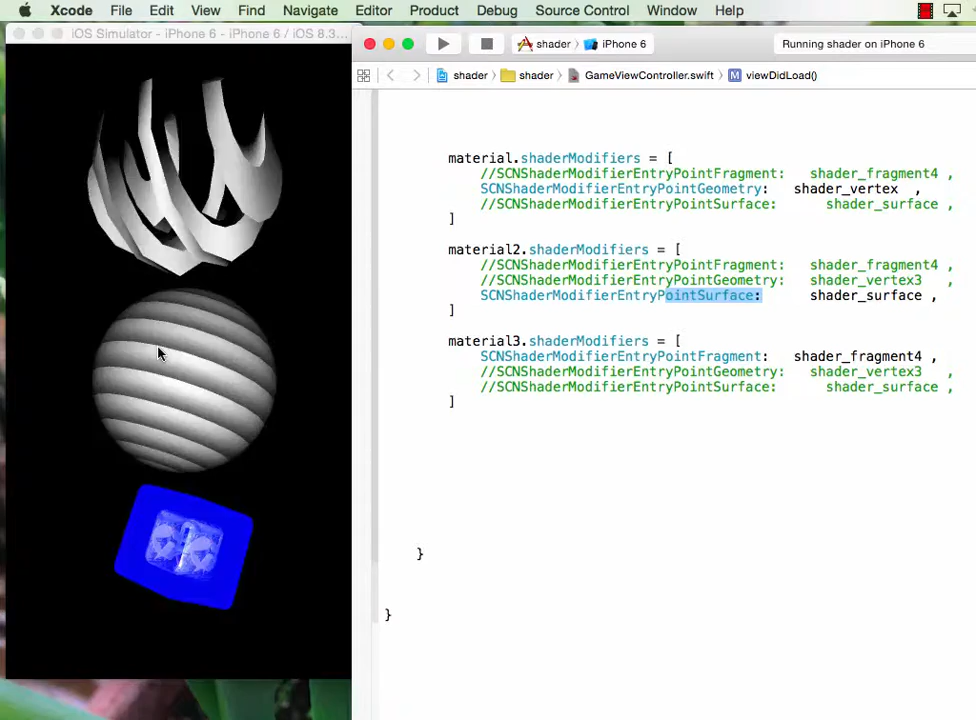 Xcode File Edit View Find Navigate Editor Product Debug Source Control Window Help
iOS Simulator - iPhone 6 - iPhone 6 / iOS 8.3...
shader iPhone 6 Running shader on iPhone 6
shader shader GameViewController.swift M viewDidLoad()
material.shaderModifiers = [
//SCNShaderModifierEntryPointFragment: shader_fragment4 ,
SCNShaderModifierEntryPointGeometry: shader_vertex ,
//SCNShaderModifierEntryPointSurface: shader_surface ,
]
material2.shaderModifiers = [
//SCNShaderModifierEntryPointFragment: shader_fragment4 ,
//SCNShaderModifierEntryPointGeometry: shader_vertex3 ,
SCNShaderModifierEntryPointSurface: shader_surface ,
]
material3.shaderModifiers = [
SCNShaderModifierEntryPointFragment: shader_fragment4 ,
//SCNShaderModifierEntryPointGeometry: shader_vertex3 ,
//SCNShaderModifierEntryPointSurface: shader_surface ,
]
}
}